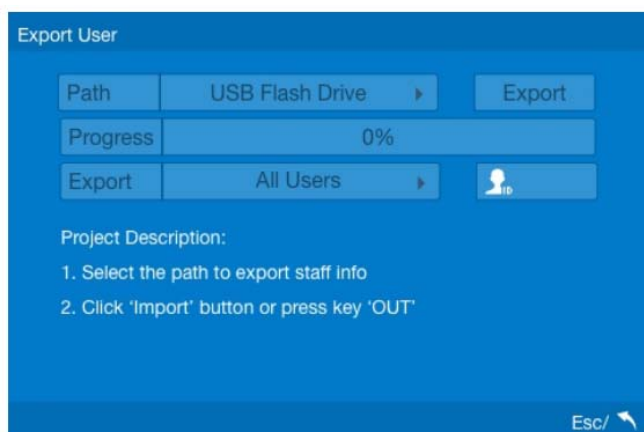 Export User
Path USB Flash Drive Export
Progress 0%
Export All Users ID
Project Description:
1. Select the path to export staff info
2. Click ‘Import’ button or press key ‘OUT’
Esc/